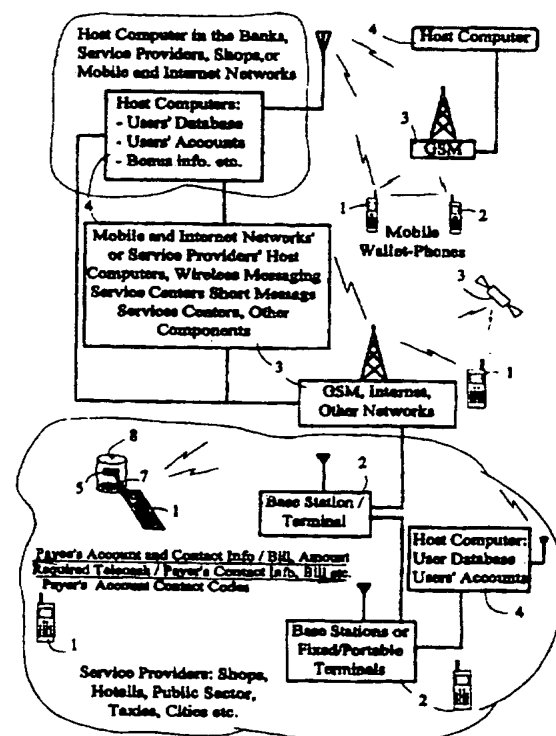 Host Computer in the Banks,
Service Providers, Shops,or
Mobile and Internet Networks
Host Computers:
- Users' Database
- Users' Accounts
- Bonus info. etc.
4
4
Host Computer
3
GSM
1
2
Mobile
Wallet-Phones
Mobile and Internet Networks'
or Service Providers' Host
Computers, Wireless Messaging
Service Centers Short Messag
Services Centers, Other
Components
3
3
1
GSM, Internet,
Other Networks
8
5
7
1
2
Base Station /
Terminal
Host Computer:
User Database
Users' Accounts
4
Payer's Account and Contact Info / Bill, Amount
Required Telecash / Payer's Contact Info, Bill etc.
Payer's Account Contact Codes
1
Base Stations or
Fixed/Portable
Terminals
2
Service Providers: Shops,
Hotells, Public Sector,
Taxies, Cities etc.